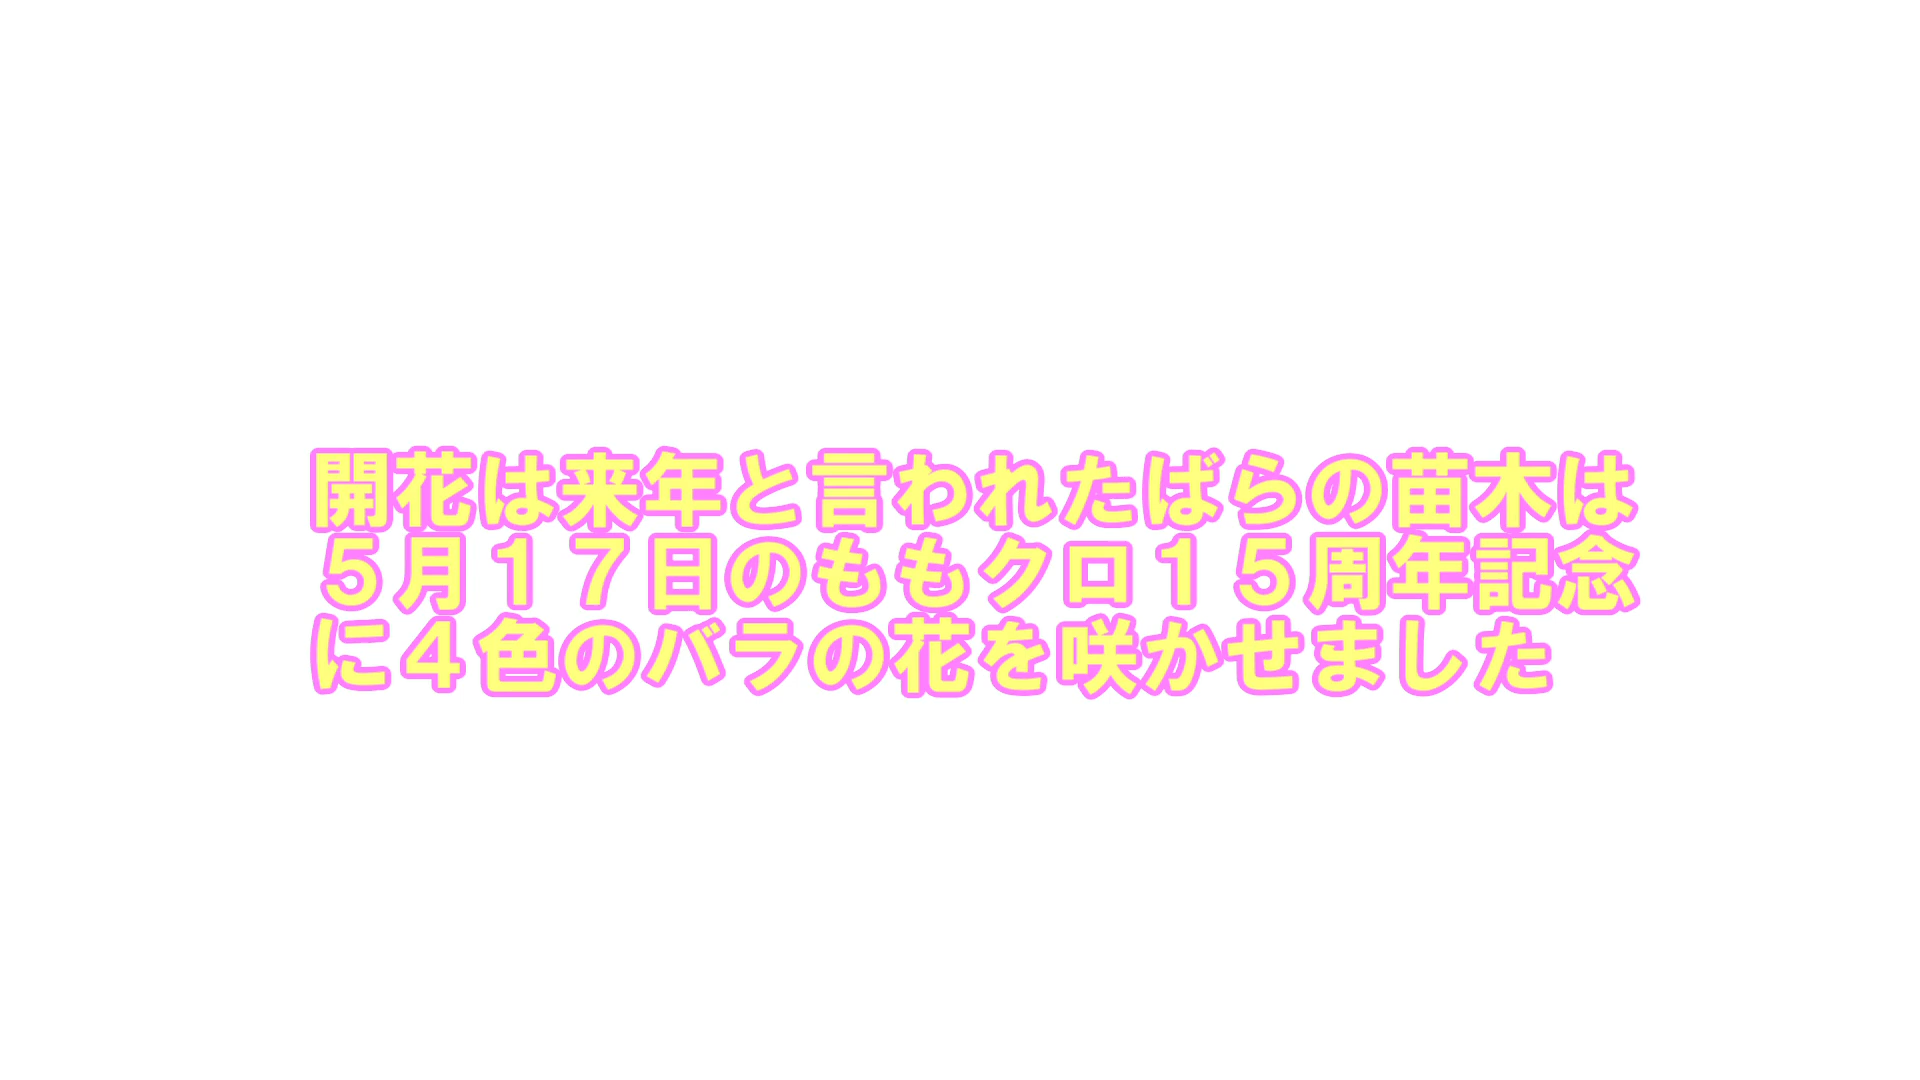 開花は来年と言われたばらの苗木は
５月１７日のももクロ１５周年記念
に４色のバラの花を咲かせました